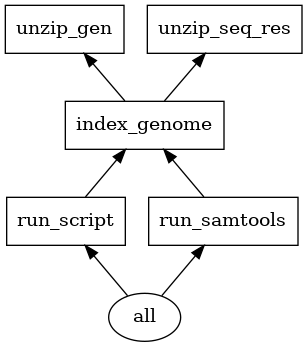 unzip_gen
unzip_seq_res
index_genome
run_script
run_samtools
all